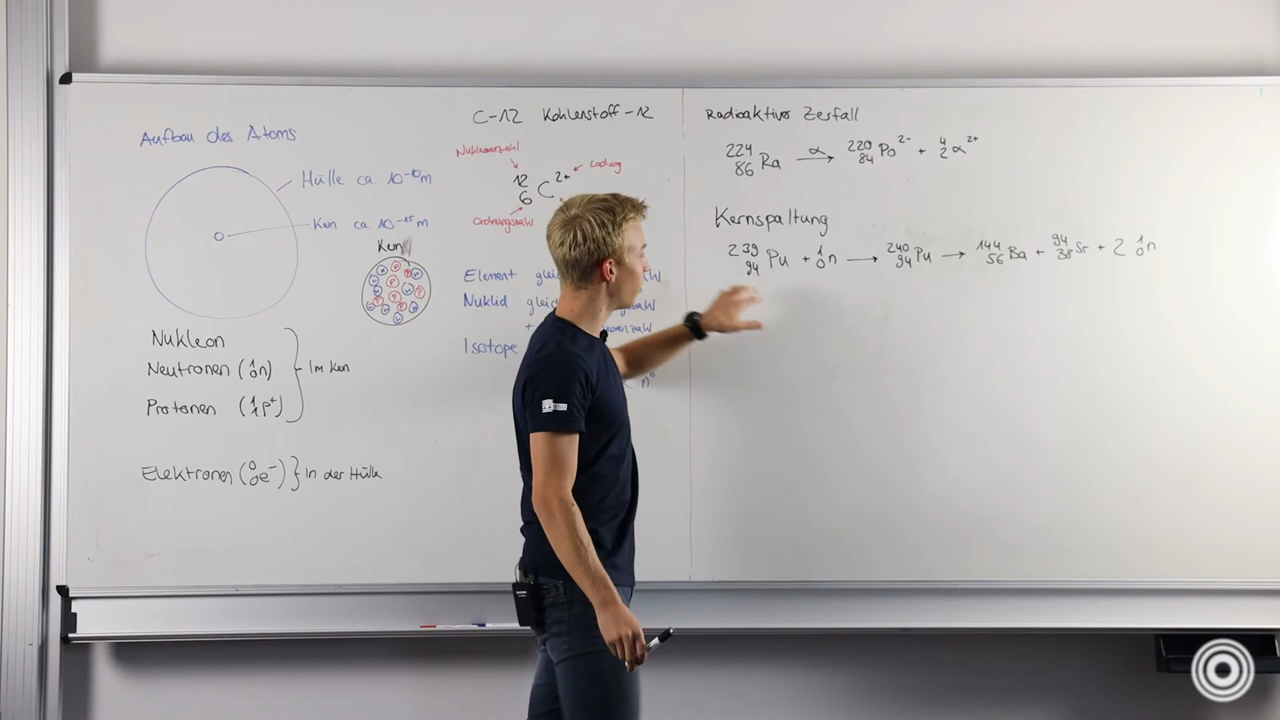 Aufbau des Atoms
Hülle ca. 10⁻¹⁰m
Kern ca 10⁻¹⁵m
Kern
Nukleon
Neutronen (¹₀n)
Protonen (¹₁p⁺)
Im Kern
Elektronen (⁰₀e⁻) in der Hülle
C-12 Kohlenstoff-12
Nukleonenzahl
Ladung
¹²₆C²⁺
Ordnungszahl
Element
Nuklid
+
Isotope
n⁰
Radioaktiver Zerfall
²²⁴₈₆Ra α→ ²²⁰₈₄Po²⁻ + ⁴₂α²⁺
Kernspaltung
²³⁹₉₄Pu + ¹₀n → ²⁴⁰₉₄Pu → ¹⁴⁴₅₆Ba + ⁹⁴₃₈Sr + 2 ¹₀n